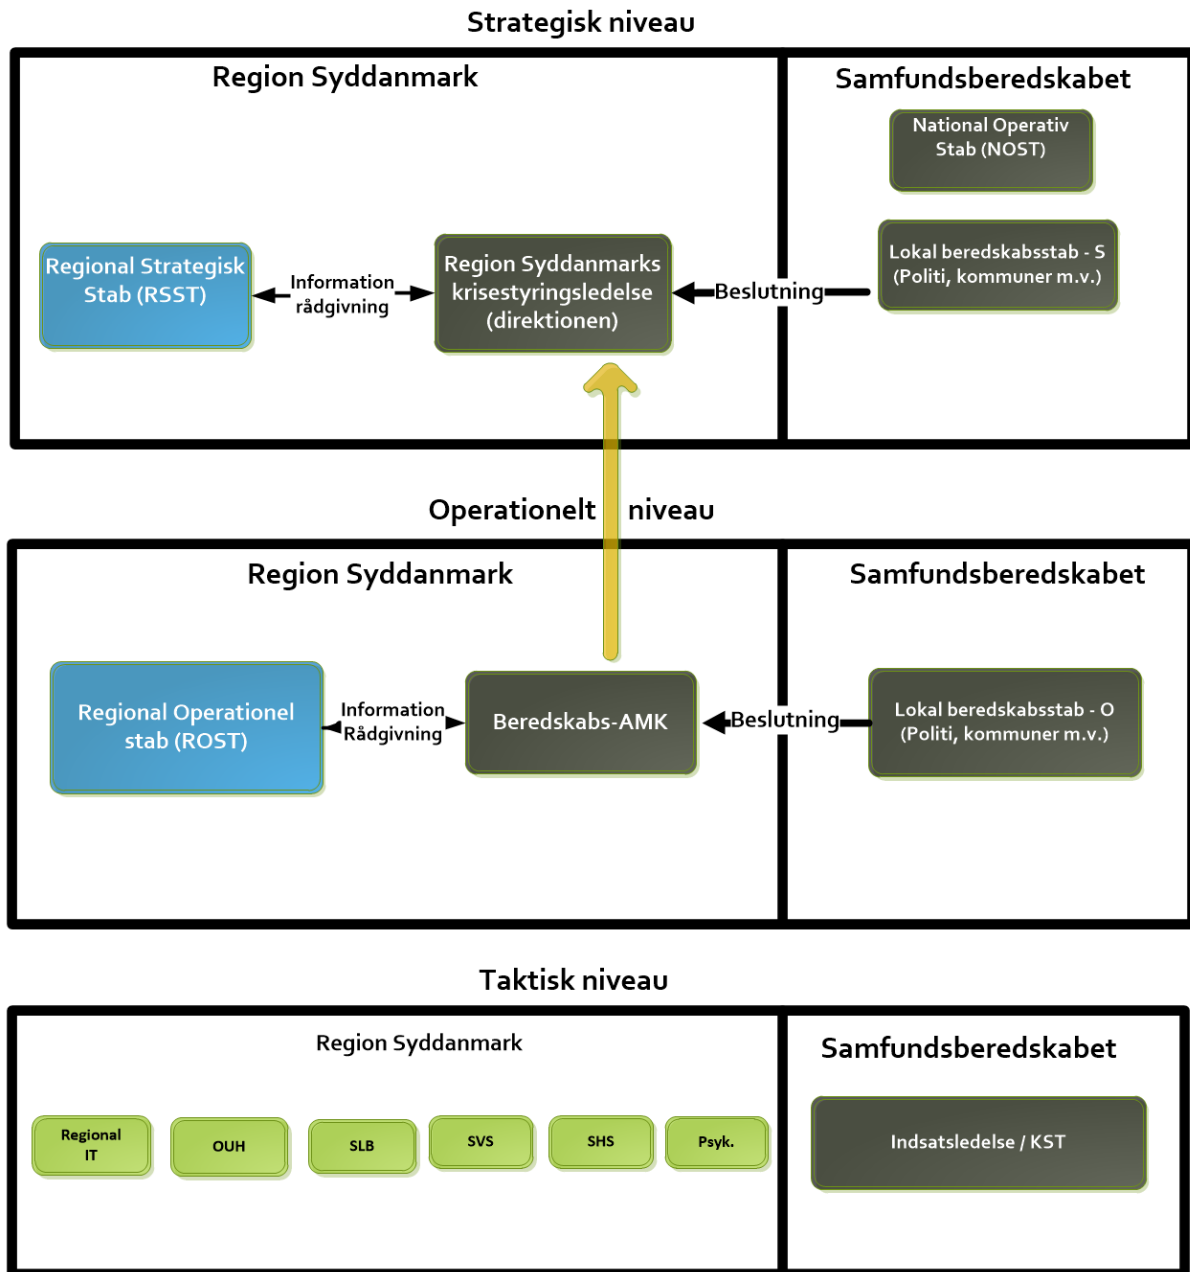 Strategisk niveau
Region Syddanmark
Samfundsberedskabet
National Operativ
Stab (NOST)
Lokal beredskabsstab - S
(Politi, kommuner m.v.)
Regional Strategisk
Stab (RSST)
Information
rådgivning
Region Syddanmarks
krisestyringsledelse
(direktionen)
Beslutning
Operationelt niveau
Region Syddanmark
Samfundsberedskabet
Regional Operationel
stab (ROST)
Information
Rådgivning
Beredskabs-AMK
Beslutning
Lokal beredskabsstab - O
(Politi, kommuner m.v.)
Taktisk niveau
Region Syddanmark
Samfundsberedskabet
Regional
IT
OUH
SLB
SVS
SHS
Psyk.
Indsatsledelse / KST